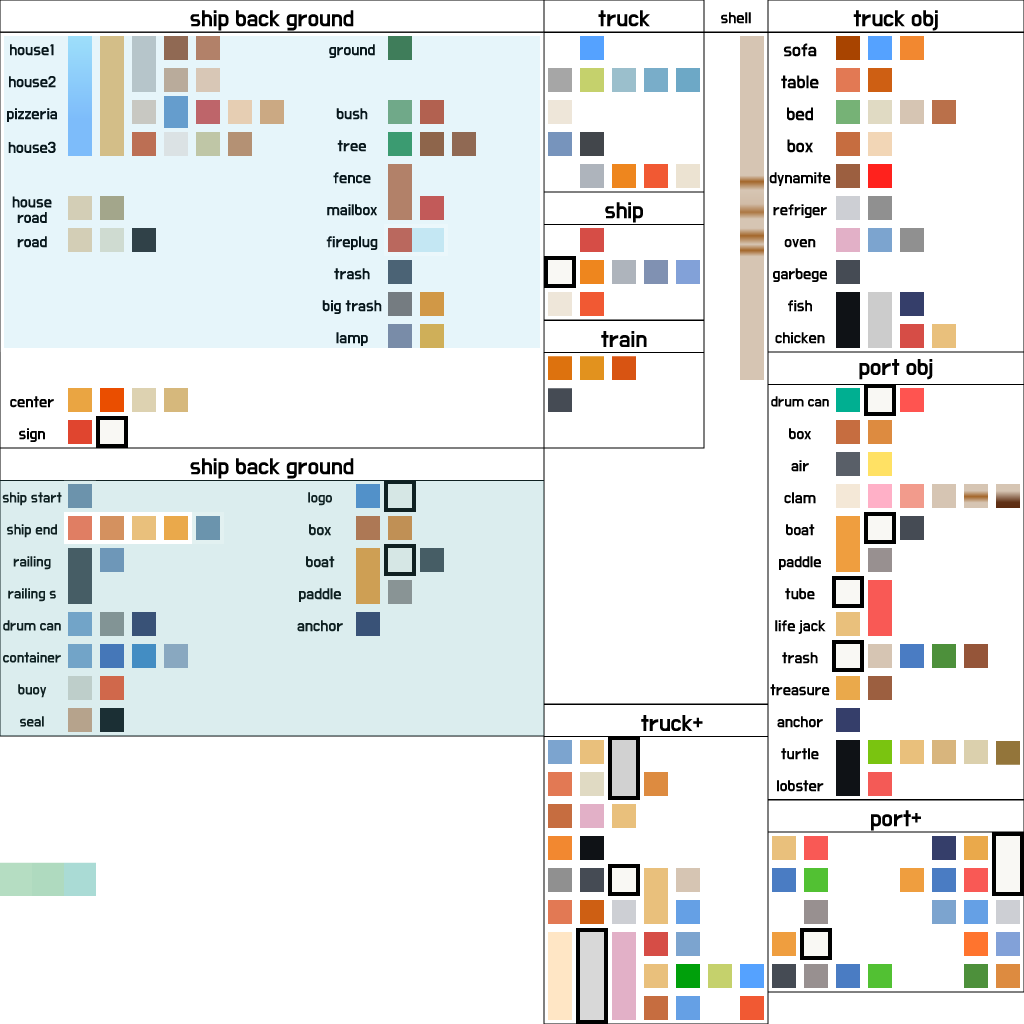 ship back ground
house1
house2
pizzeria
house3
house
road
road
ground
bush
tree
fence
mailbox
fireplug
trash
big trash
lamp
center
sign
ship back ground
ship start
ship end
railing
railing s
drum can
container
buoy
seal
logo
box
boat
paddle
anchor
truck
ship
train
shell
truck+
truck obj
sofa
table
bed
box
dynamite
refriger
oven
garbege
fish
chicken
port obj
drum can
box
air
clam
boat
paddle
tube
life jack
trash
treasure
anchor
turtle
lobster
port+